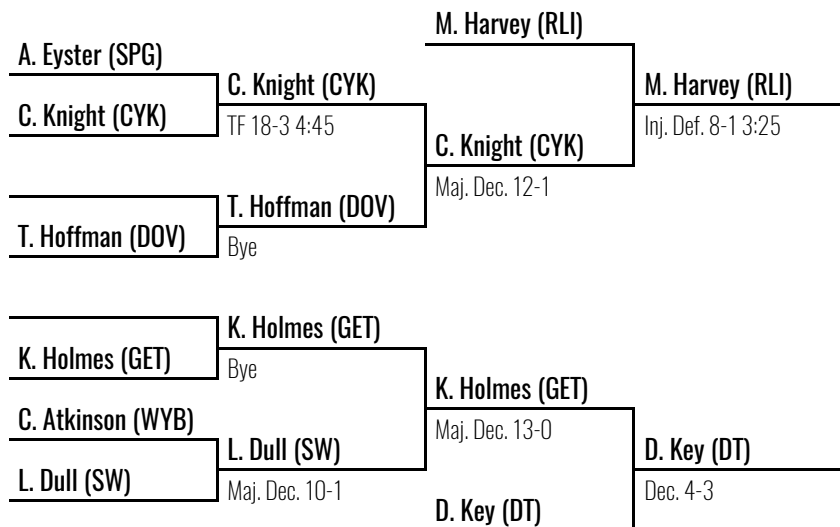 M. Harvey (RLI)
A. Eyster (SPG)
C. Knight (CYK)
M. Harvey (RLI)
C. Knight (CYK)
TF 18-3 4:45
Inj. Def. 8-1 3:25
C. Knight (CYK)
Maj. Dec. 12-1
T. Hoffman (DOV)
T. Hoffman (DOV)
Bye
K. Holmes (GET)
K. Holmes (GET)
Bye
K. Holmes (GET)
C. Atkinson (WYB)
Maj. Dec. 13-0
L. Dull (SW)
D. Key (DT)
L. Dull (SW)
Maj. Dec. 10-1
Dec. 4-3
D. Key (DT)